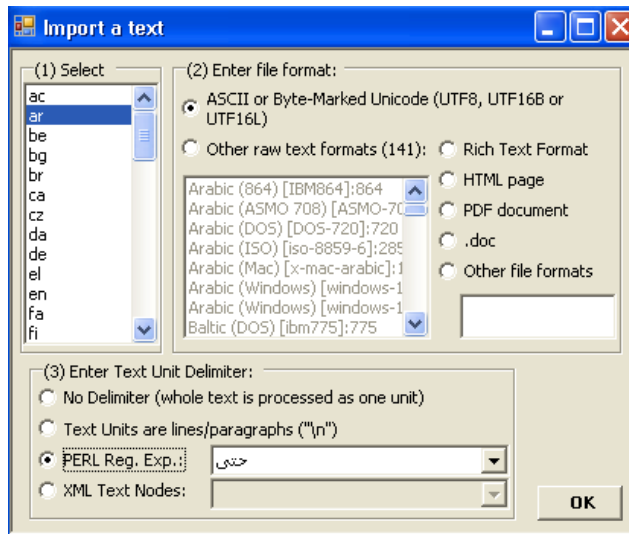 Import a text
(1) Select
ac
ar
be
bg
br
ca
cz
da
de
el
en
fa
fi
(2) Enter file format:
ASCII or Byte-Marked Unicode (UTF8, UTF16B or
UTF16L)
Other raw text formats (141):
Arabic (864) [IBM864]:864
Arabic (ASMO 708) [ASMO-70
Arabic (DOS) [DOS-720]:720
Arabic (ISO) [iso-8859-6]:285
Arabic (Mac) [x-mac-arabic]:1
Arabic (Windows) [windows-1
Arabic (Windows) [windows-1
Baltic (DOS) [ibm775]:775
Rich Text Format
HTML page
PDF document
.doc
Other file formats
(3) Enter Text Unit Delimiter:
No Delimiter (whole text is processed as one unit)
Text Units are lines/paragraphs ("\n")
PERL Reg. Exp.: حتى
XML Text Nodes:
OK